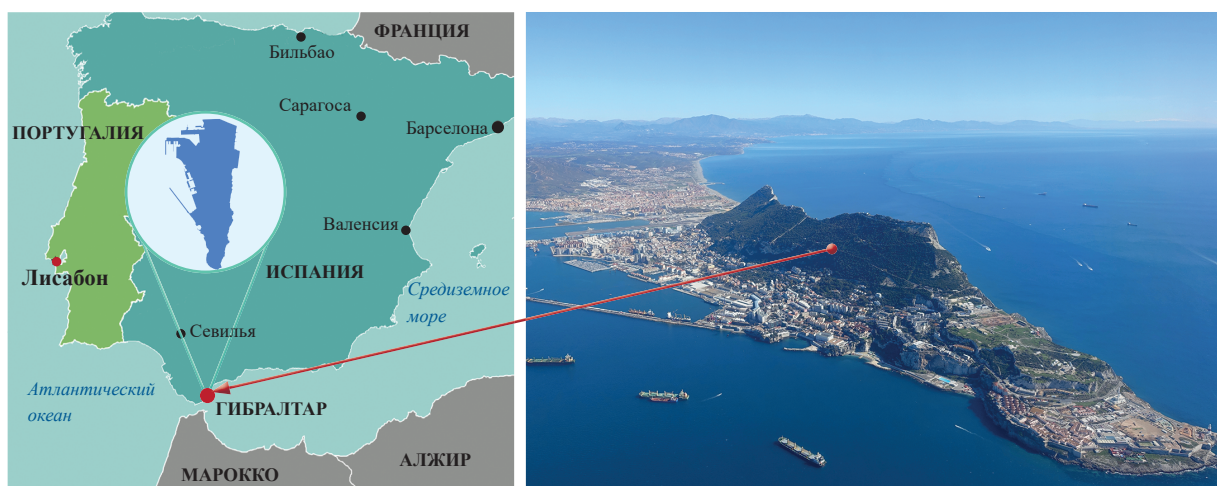 ФРАНЦИЯ
Бильбао
Сарагоса
Барселона
ПОРТУГАЛИЯ
Валенсия
Лисабон
ИСПАНИЯ
Средиземное
море
Севилья
Атлантический
океан
ГИБРАЛТАР
МАРОККО
АЛЖИР